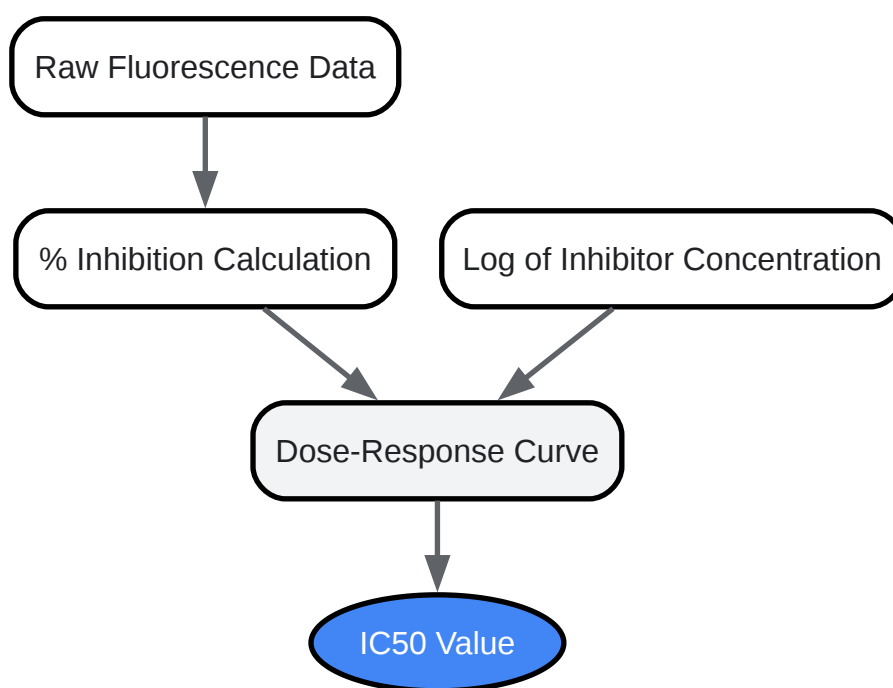 Raw Fluorescence Data
% Inhibition Calculation
Log of Inhibitor Concentration
Dose-Response Curve
IC50 Value